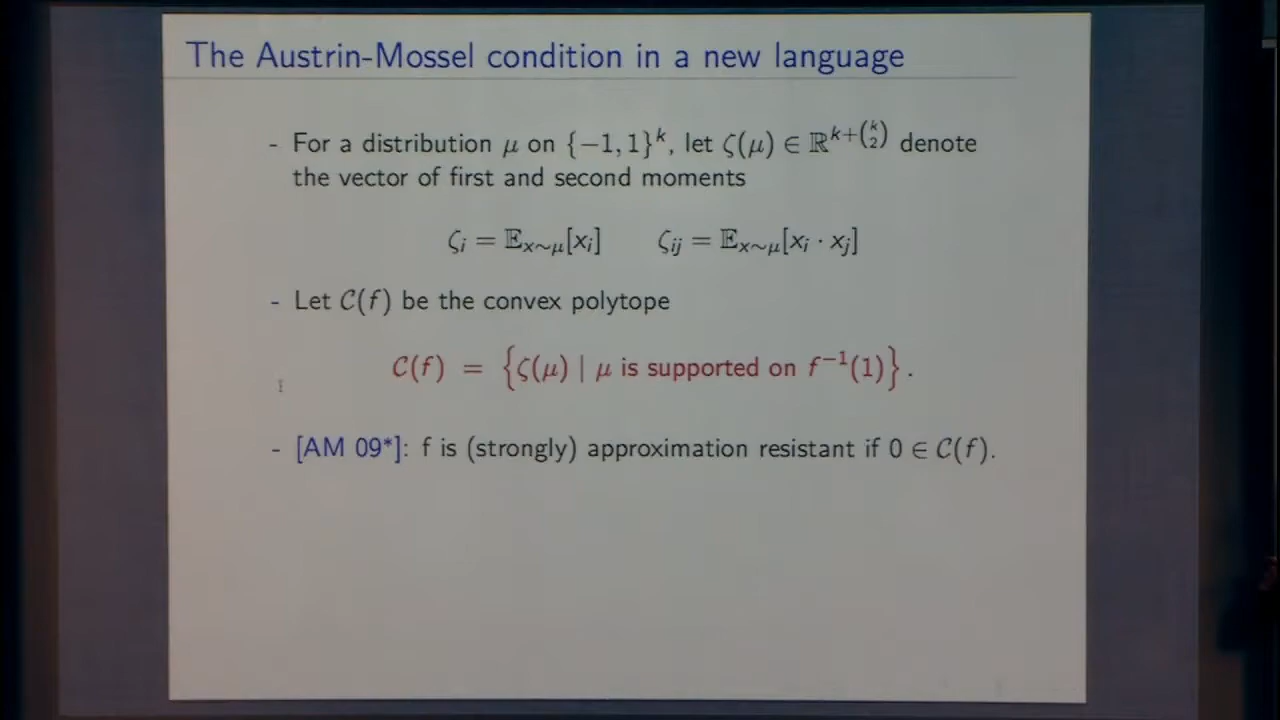 The Austrin-Mossel condition in a new language
- For a distribution μ on {−1, 1}^k, let ζ(μ) ∈ ℝ^{k+\binom{k}{2}} denote
the vector of first and second moments
ζ_i = 𝔼_{x∼μ}[x_i]     ζ_{ij} = 𝔼_{x∼μ}[x_i · x_j]
- Let 𝒞(f) be the convex polytope
𝒞(f) = {ζ(μ) | μ is supported on f^{−1}(1)}.
- [AM 09*]: f is (strongly) approximation resistant if 0 ∈ 𝒞(f).